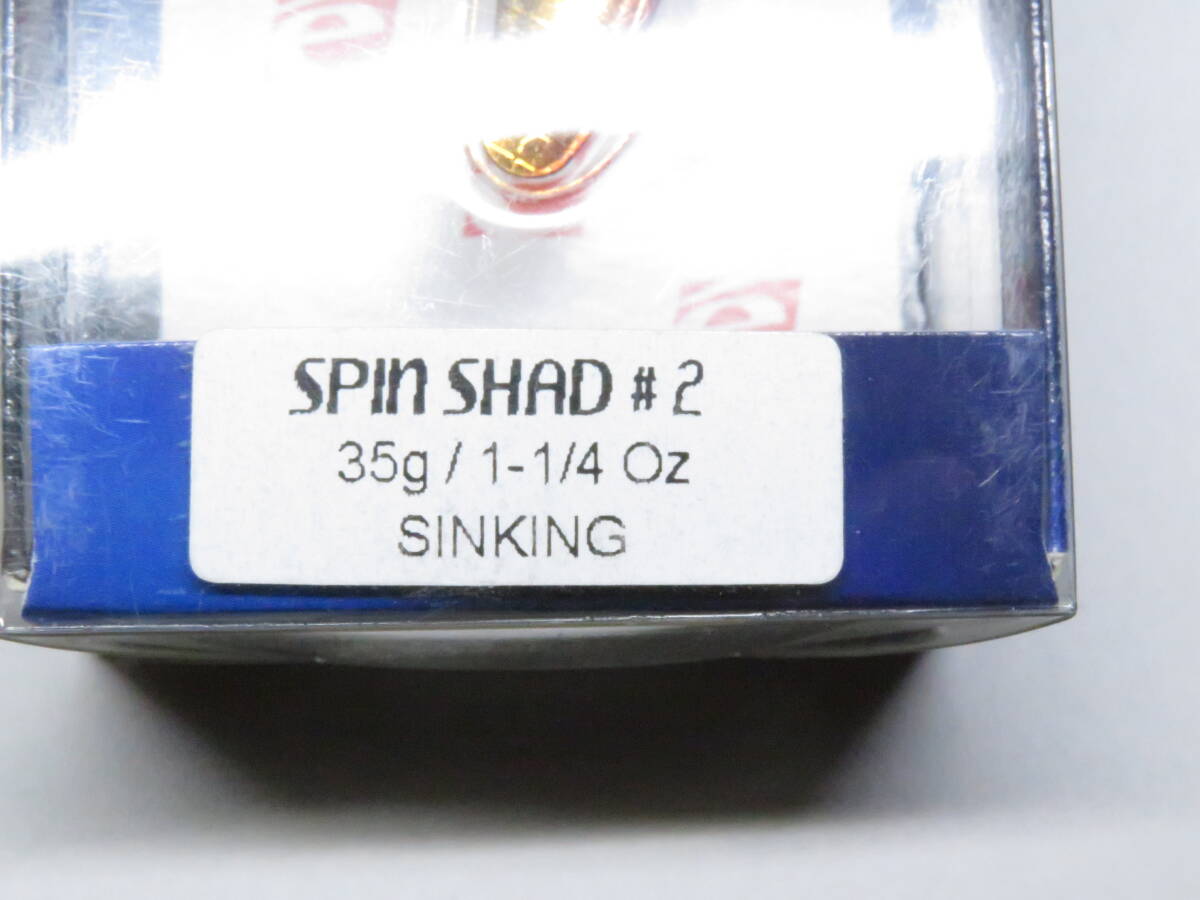 SPIN SHAD # 2
35g / 1-1/4 Oz
SINKING